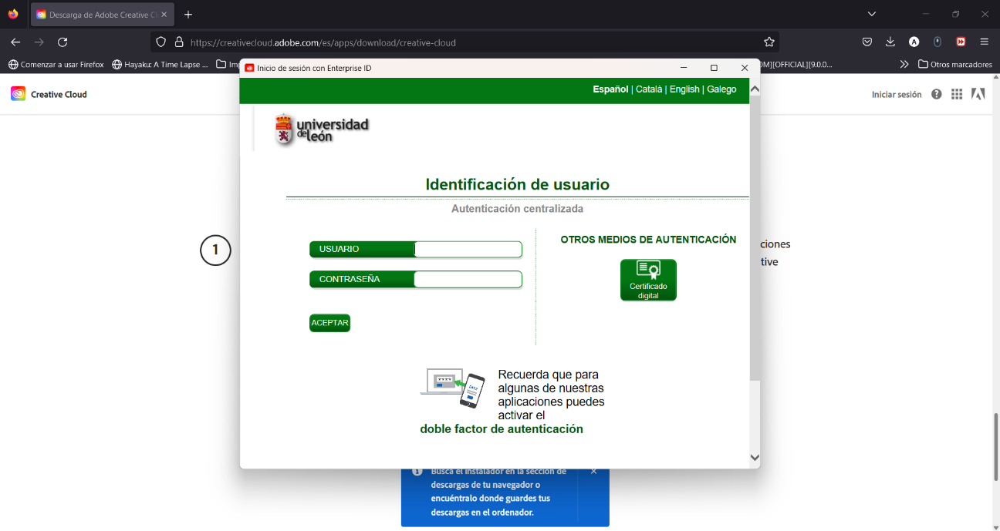 Descarga de Adobe Creative Cl
https://creativecloud.adobe.com/es/apps/download/creative-cloud
Comenzar a usar Firefox
Hayaku: A Time Lapse ...
OM][OFFICIAL][9.0.0...
Otros marcadores
Creative Cloud
Iniciar sesión
Inicio de sesión con Enterprise ID
Español | Català | English | Galego
universidad
de león
Identificación de usuario
Autenticación centralizada
USUARIO
CONTRASEÑA
ACEPTAR
OTROS MEDIOS DE AUTENTICACIÓN
Certificado
digital
1
ciones
tive
Recuerda que para
algunas de nuestras
aplicaciones puedes
activar el
doble factor de autenticación
Busca el instalador en la sección de
descargas de tu navegador o
encuéntralo donde guardes tus
descargas en el ordenador.